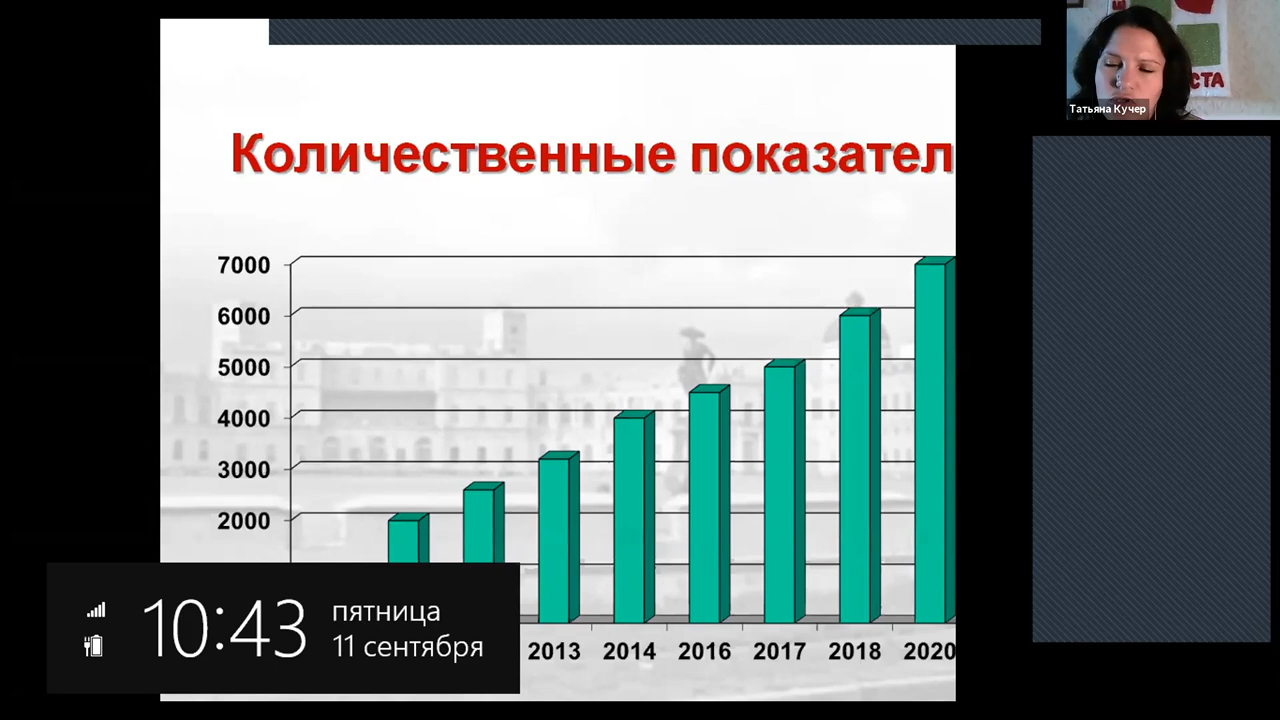 СТА
Татьяна Кучер
Количественные показател
7000
6000
5000
4000
3000
2000
2013 2014 2016 2017 2018 2020
10:43 пятница
11 сентября